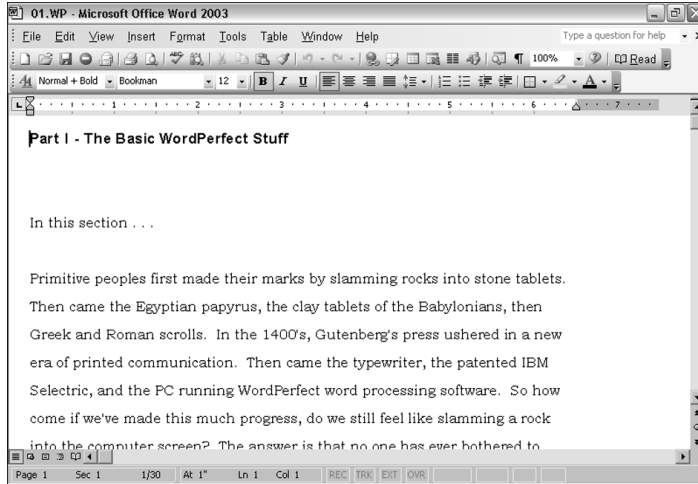 01.WP - Microsoft Office Word 2003
File Edit View Insert Format Tools Table Window Help Type a question for help
100% Read
Normal + Bold Bookman 12 B I U A
1 2 3 4 5 6 7
Part I - The Basic WordPerfect Stuff
In this section . . .
Primitive peoples first made their marks by slamming rocks into stone tablets.
Then came the Egyptian papyrus, the clay tablets of the Babylonians, then
Greek and Roman scrolls. In the 1400's, Gutenberg's press ushered in a new
era of printed communication. Then came the typewriter, the patented IBM
Selectric, and the PC running WordPerfect word processing software. So how
come if we've made this much progress, do we still feel like slamming a rock
into the computer screen? The answer is that no one has ever bothered to
Page 1 Sec 1 1/30 At 1" Ln 1 Col 1 REC TRK EXT OVR